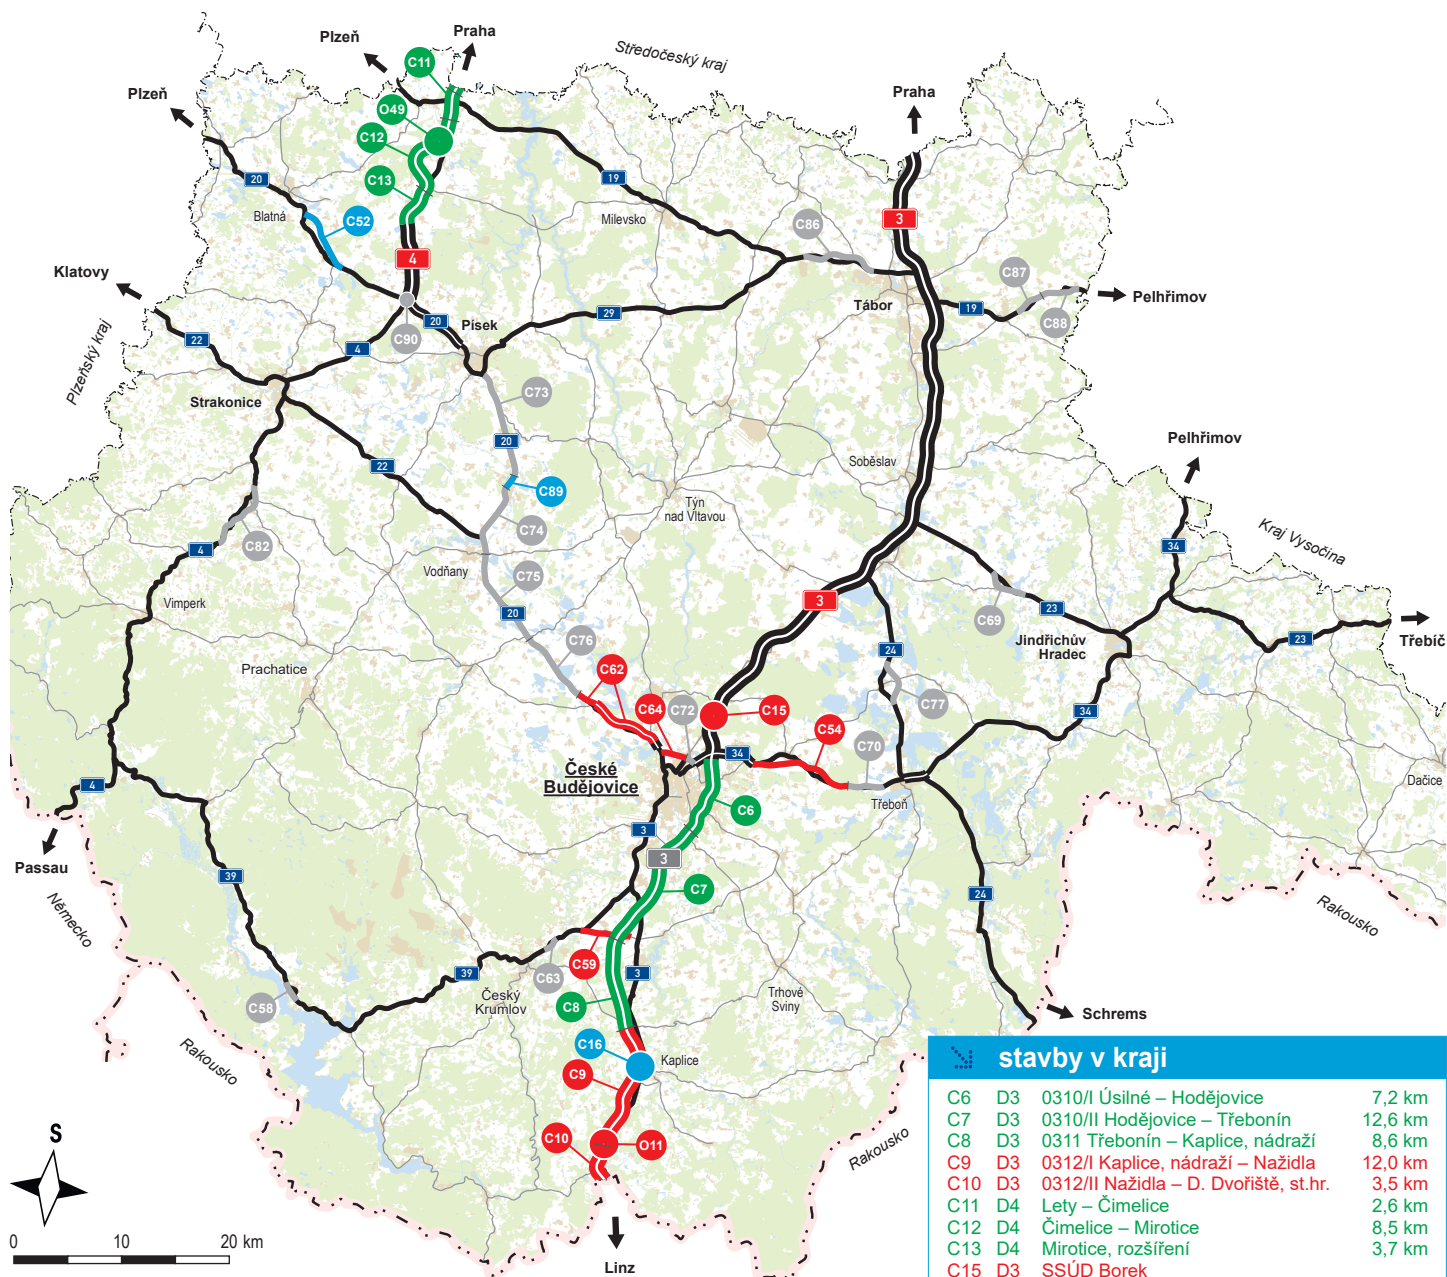 Praha
Plzeň
Středočeský kraj
C11
Plzeň
Praha
O49
C12
C13
20
19
Blatná
C52
Milevsko
C86
3
4
C87
Klatovy
Pelhřimov
Tábor
19
C88
20
29
Písek
C90
22
4
Plzeňský kraj
C73
Strakonice
20
Pelhřimov
22
Soběslav
C89
Týn
nad Vltavou
C74
C82
4
34
Kraj Vysočina
Vodňany
C75
3
Vimperk
20
C69
23
C76
Jindřichův
Hradec
23
Třebíč
24
Prachatice
C62
C77
C64
C72
C15
34
C54
34
C70
České
Budějovice
4
Dačice
Třeboň
C6
3
3
Passau
39
C7
24
Německo
Rakousko
C59
C63
39
3
Český
Krumlov
Trhové
Sviny
C58
C8
Schrems
Rakousko
C16
Kaplice
C9
C10
O11
Rakousko
S
0 10 20 km
Linz
stavby v kraji
C6 D3 0310/I Úsilné – Hodějovice 7,2 km
C7 D3 0310/II Hodějovice – Třebonín 12,6 km
C8 D3 0311 Třebonín – Kaplice, nádraží 8,6 km
C9 D3 0312/I Kaplice, nádraží – Nažidla 12,0 km
C10 D3 0312/II Nažidla – D. Dvořiště, st.hr. 3,5 km
C11 D4 Lety – Čimelice 2,6 km
C12 D4 Čimelice – Mirotice 8,5 km
C13 D4 Mirotice, rozšíření 3,7 km
C15 D3 SSÚD Borek